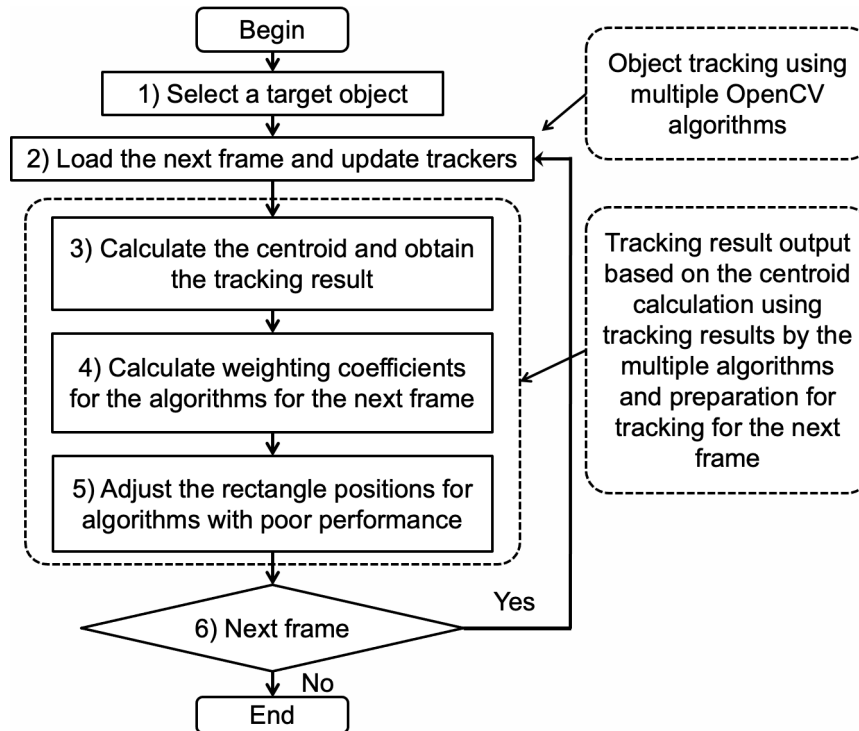 Begin
1) Select a target object
2) Load the next frame and update trackers
3) Calculate the centroid and obtain
the tracking result
4) Calculate weighting coefficients
for the algorithms for the next frame
5) Adjust the rectangle positions for
algorithms with poor performance
6) Next frame
Yes
No
End
Object tracking using
multiple OpenCV
algorithms
Tracking result output
based on the centroid
calculation using
tracking results by the
multiple algorithms
and preparation for
tracking for the next
frame